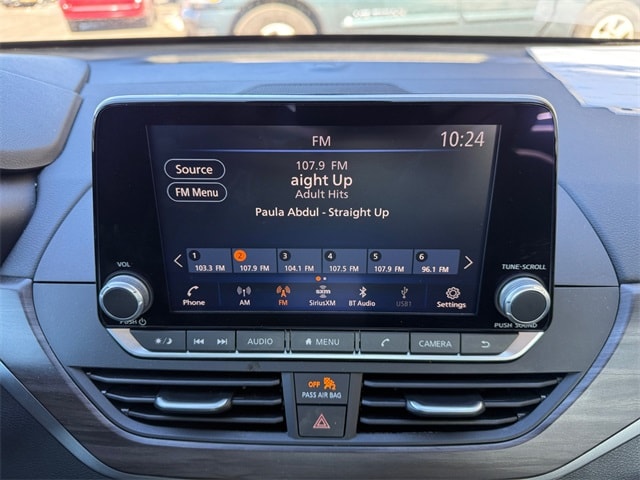 FM 10:24
Source
FM Menu
107.9 FM
aight Up
Adult Hits
Paula Abdul - Straight Up
1 2 3 4 5 6
103.3 FM 107.9 FM 104.1 FM 107.5 FM 107.9 FM 96.1 FM
VOL
TUNE·SCROLL
Phone AM FM SiriusXM BT Audio USB1 Settings
PUSH
PUSH SOUND
AUDIO MENU CAMERA
OFF
PASS AIR BAG